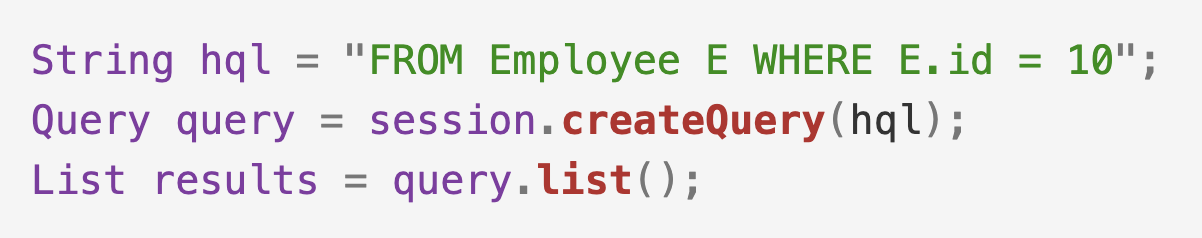 String hql = "FROM Employee E WHERE E.id = 10";
Query query = session.createQuery(hql);
List results = query.list();